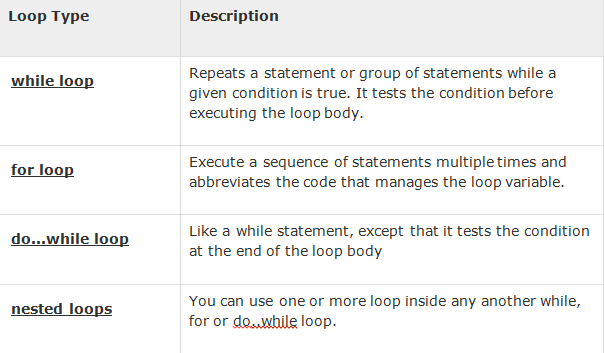 Loop Type Description
while loop
Repeats a statement or group of statements while a
given condition is true. It tests the condition before
executing the loop body.
for loop
Execute a sequence of statements multiple times and
abbreviates the code that manages the loop variable.
do...while loop
Like a while statement, except that it tests the condition
at the end of the loop body
nested loops
You can use one or more loop inside any another while,
for or do..while loop.